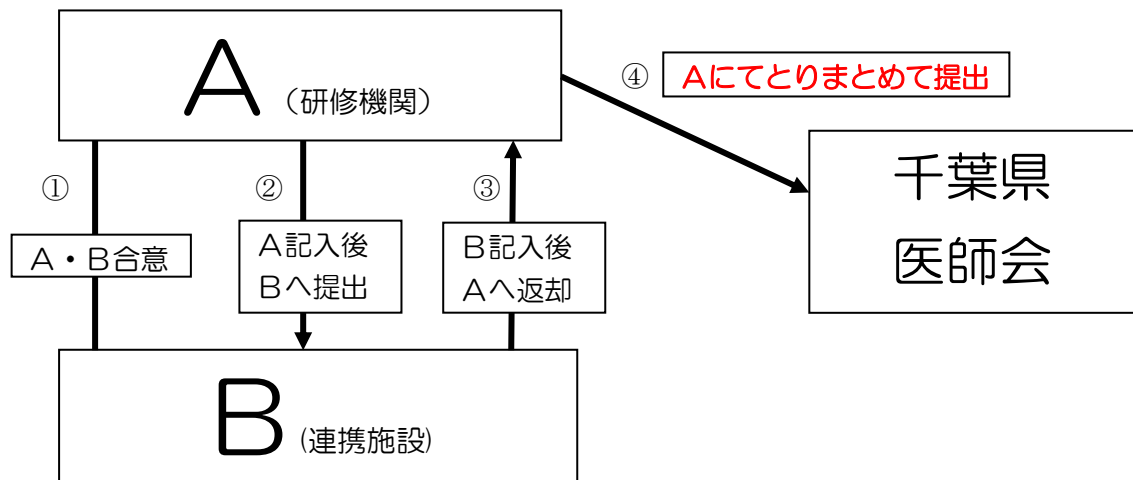 A（研修機関）
④ Aにてとりまとめて提出
① ② ③
A・B合意
A記入後
Bへ提出
B記入後
Aへ返却
千葉県
医師会
B(連携施設)